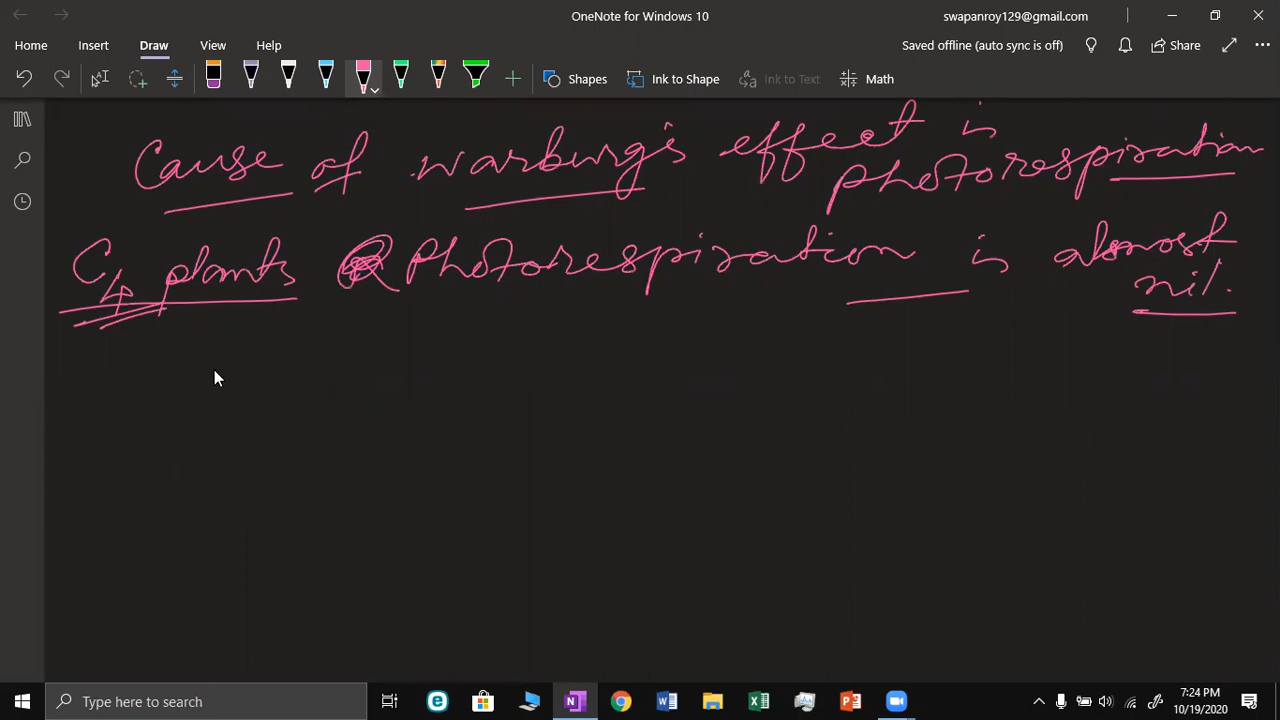 OneNote for Windows 10
swapanroy129@gmail.com
Home Insert Draw View Help
Saved offline (auto sync is off)
Share
Shapes
Ink to Shape
Ink to Text
Math
Cause of warburg's effect is
photorespiration
C4 plants Photorespiration is almost
nil.
Type here to search
7:24 PM
10/19/2020